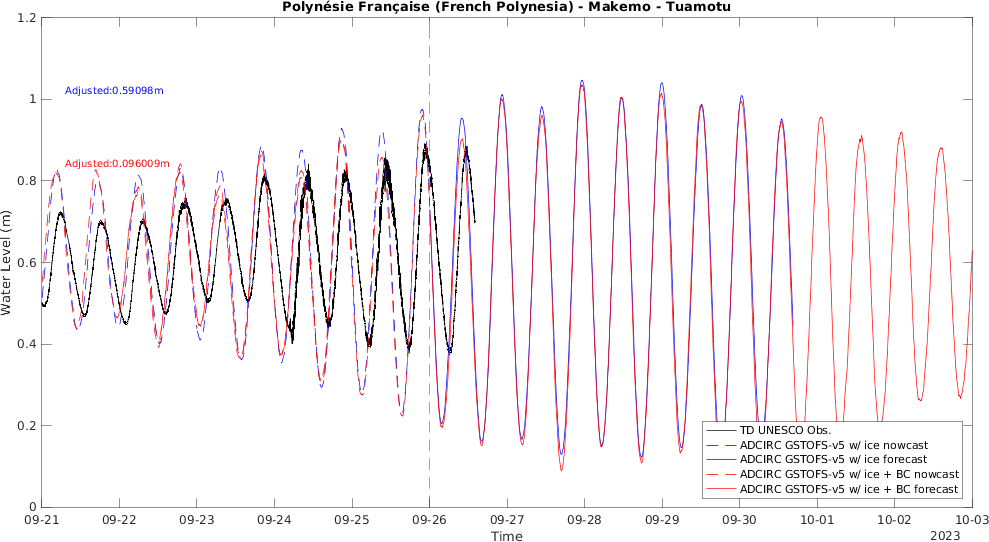 Polynésie Française (French Polynesia) - Makemo - Tuamotu
1.2
1
0.8
0.6
0.4
0.2
0
Water Level (m)
Adjusted:0.59098m
Adjusted:0.096009m
TD UNESCO Obs.
ADCIRC GSTOFS-v5 w/ ice nowcast
ADCIRC GSTOFS-v5 w/ ice forecast
ADCIRC GSTOFS-v5 w/ ice + BC nowcast
ADCIRC GSTOFS-v5 w/ ice + BC forecast
09-21 09-22 09-23 09-24 09-25 09-26 09-27 09-28 09-29 09-30 10-01 10-02 10-03
Time
2023